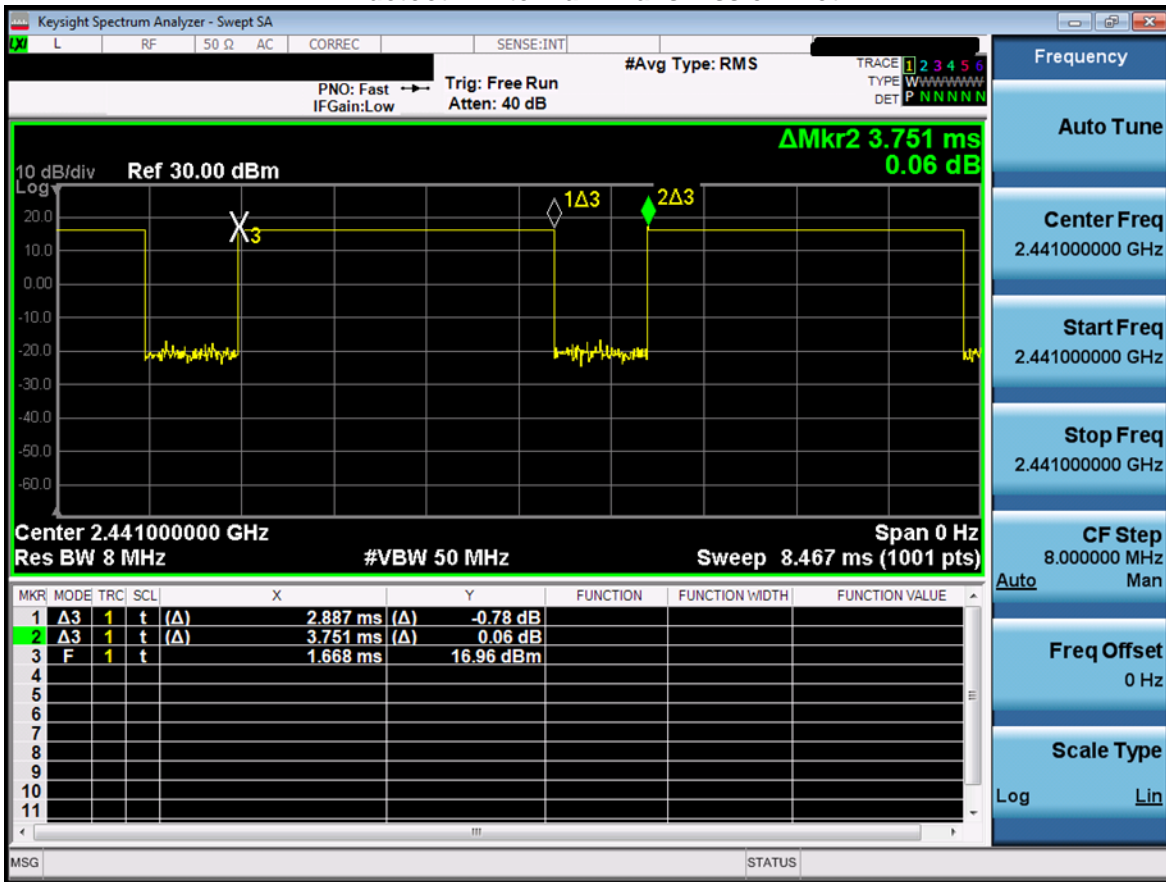 Keysight Spectrum Analyzer - Swept SA
LXI L RF 50 Ω AC CORREC SENSE:INT
#Avg Type: RMS
TRACE 1 2 3 4 5 6
PNO: Fast Trig: Free Run
TYPE WWWWWW
IFGain:Low Atten: 40 dB
DET P N N N N N
ΔMkr2 3.751 ms
0.06 dB
10 dB/div Ref 30.00 dBm
Log
1Δ3 2Δ3
X3
20.0
10.0
0.00
-10.0
-20.0
-30.0
-40.0
-50.0
-60.0
Center 2.441000000 GHz Span 0 Hz
Res BW 8 MHz #VBW 50 MHz Sweep 8.467 ms (1001 pts)
MKR MODE TRC SCL X Y FUNCTION FUNCTION WIDTH FUNCTION VALUE
1 Δ3 1 t (Δ) 2.887 ms (Δ) -0.78 dB
2 Δ3 1 t (Δ) 3.751 ms (Δ) 0.06 dB
3 F 1 t 1.668 ms 16.96 dBm
4
5
6
7
8
9
10
11
MSG STATUS
Frequency
Auto Tune
Center Freq
2.441000000 GHz
Start Freq
2.441000000 GHz
Stop Freq
2.441000000 GHz
CF Step
8.000000 MHz
Auto Man
Freq Offset
0 Hz
Scale Type
Log Lin